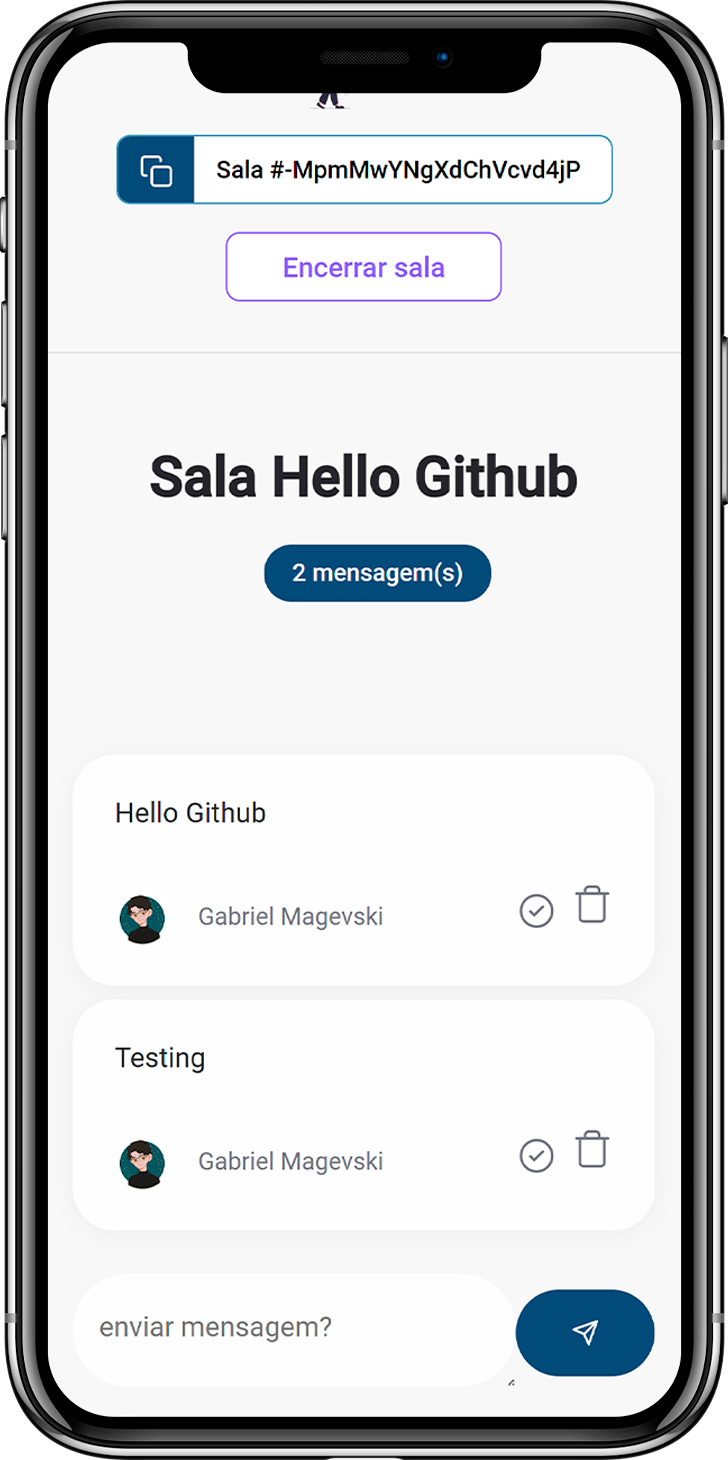 Sala #-MpmMwYNgXdChVcvd4jP
Encerrar sala
Sala Hello Github
2 mensagem(s)
Hello Github
Gabriel Magevski
Testing
Gabriel Magevski
enviar mensagem?